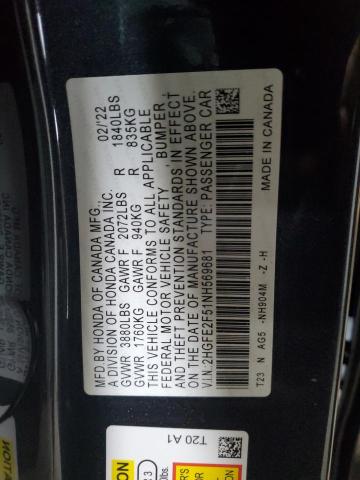 MFD.BY HONDA OF CANADA MFG., 02/'22
A DIVISION OF HONDA CANADA INC.
GVWR 3880LBS GAWR F 2072LBS R 1840LBS
GVWR 1760KG GAWR F 940KG R 835KG
THIS VEHICLE CONFORMS TO ALL APPLICABLE
FEDERAL MOTOR VEHICLE SAFETY , BUMPER ,
AND THEFT PREVENTION STANDARDS IN EFFECT
ON THE DATE OF MANUFACTURE SHOWN ABOVE.
V.I.N.:2HGFE2F51NH569681 TYPE: PASSENGER CAR
T23 N AG5 -NH904M -Z -H MADE IN CANADA
T20 A1